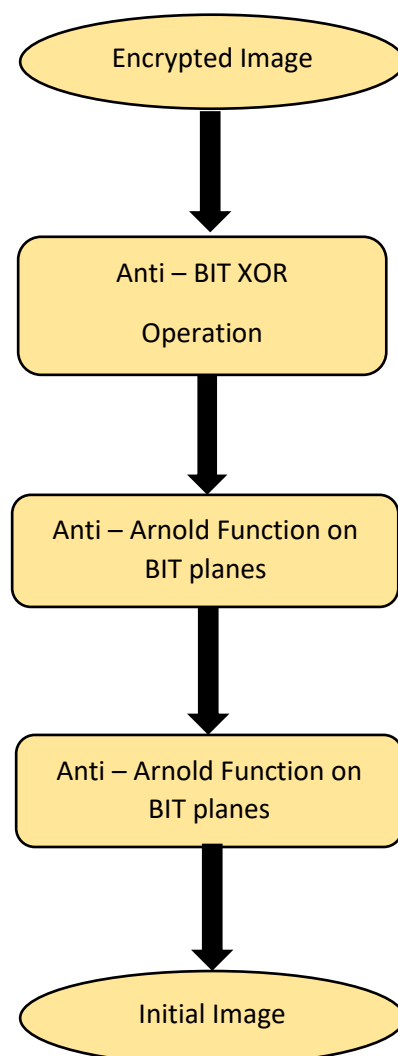 Encrypted Image
Anti – BIT XOR
Operation
Anti – Arnold Function on
BIT planes
Anti – Arnold Function on
BIT planes
Initial Image